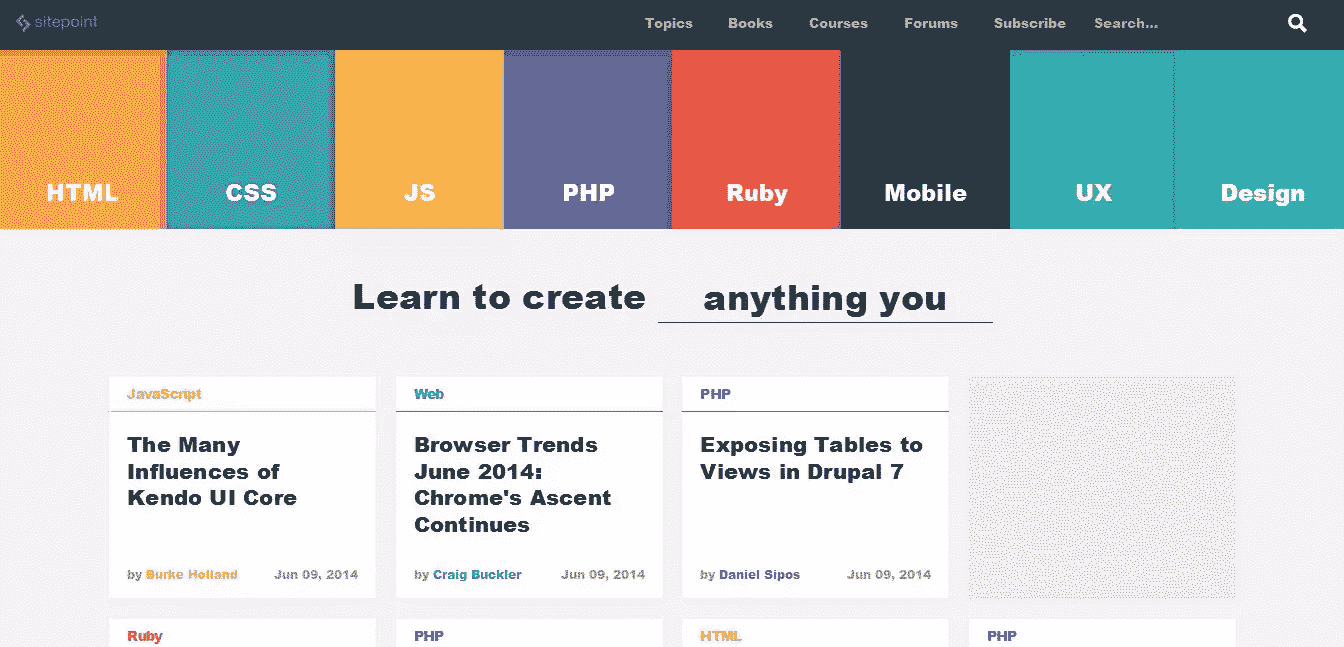 sitepoint Topics Books Courses Forums Subscribe Search...
HTML CSS JS PHP Ruby Mobile UX Design
Learn to create anything you
JavaScript
The Many
Influences of
Kendo UI Core
by Burke Holland Jun 09, 2014
Web
Browser Trends
June 2014:
Chrome's Ascent
Continues
by Craig Buckler Jun 09, 2014
PHP
Exposing Tables to
Views in Drupal 7
by Daniel Sipos Jun 09, 2014
Ruby
PHP
HTML
PHP